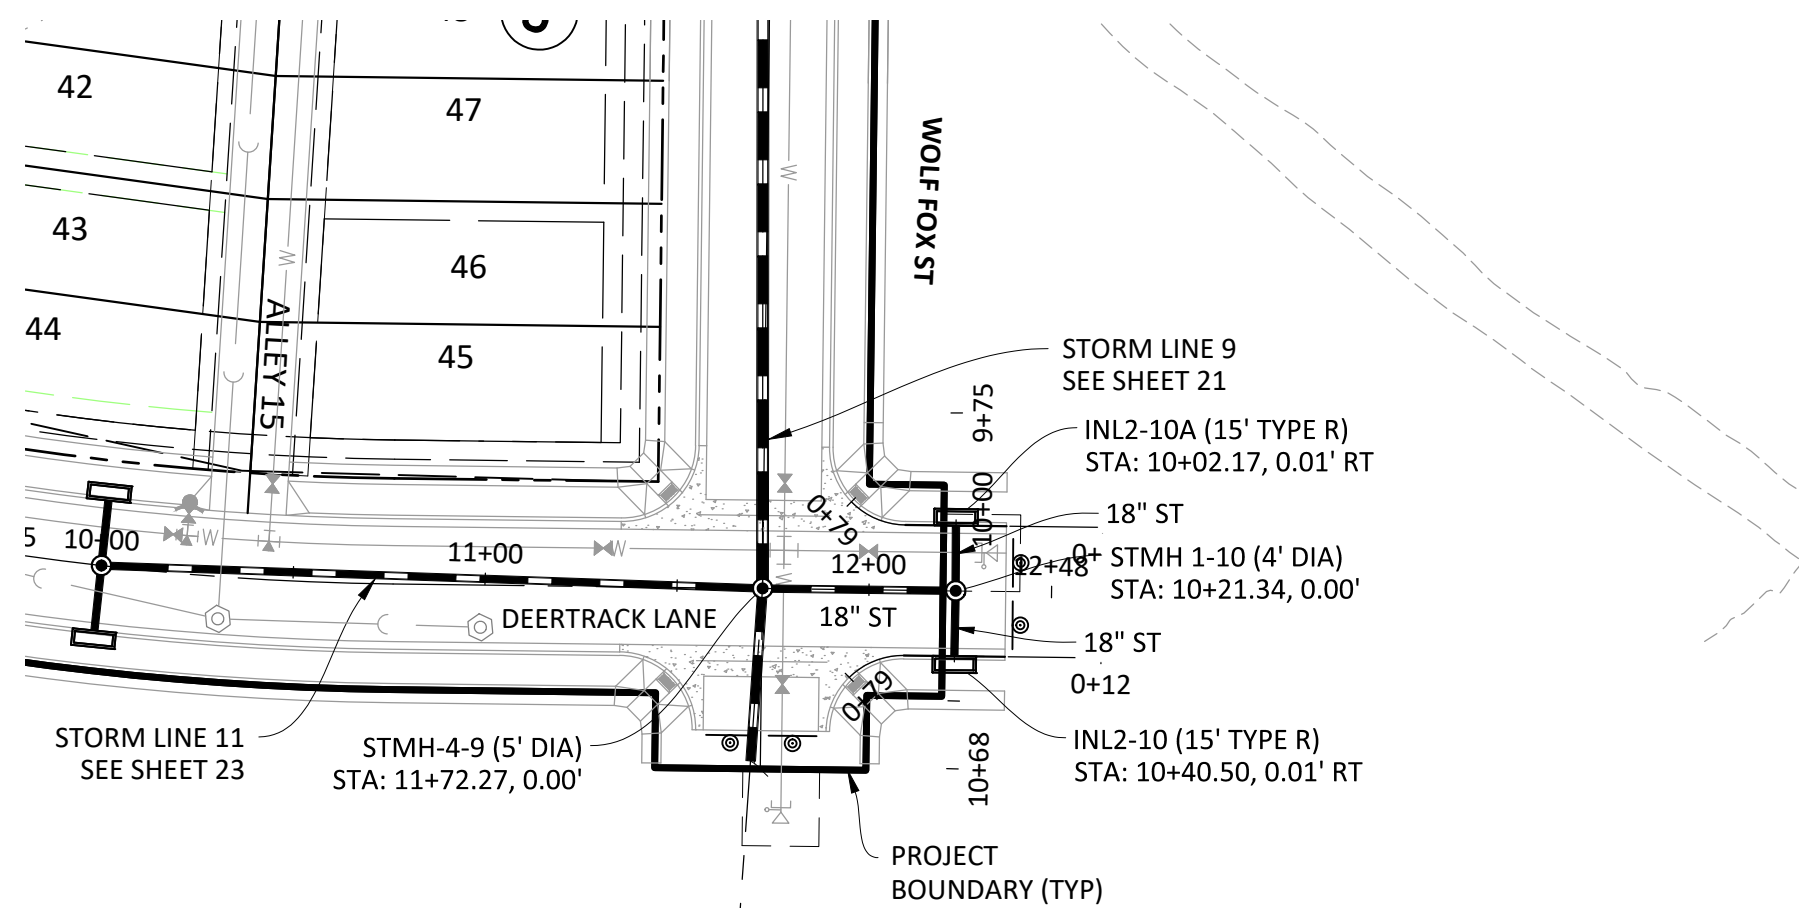 42
47
43
46
44
45
ALLEY 15
WOLF FOX ST
STORM LINE 9
SEE SHEET 21
9+75
INL2-10A (15' TYPE R)
STA: 10+02.17, 0.01' RT
10+00
18" ST
0+79
5
10+00
11+00
12+00
12+48
0+
STMH 1-10 (4' DIA)
STA: 10+21.34, 0.00'
W
W
W
W
W
DEERTRACK LANE
18" ST
18" ST
0+12
0+79
STORM LINE 11
SEE SHEET 23
STMH-4-9 (5' DIA)
STA: 11+72.27, 0.00'
10+68
INL2-10 (15' TYPE R)
STA: 10+40.50, 0.01' RT
PROJECT
BOUNDARY (TYP)